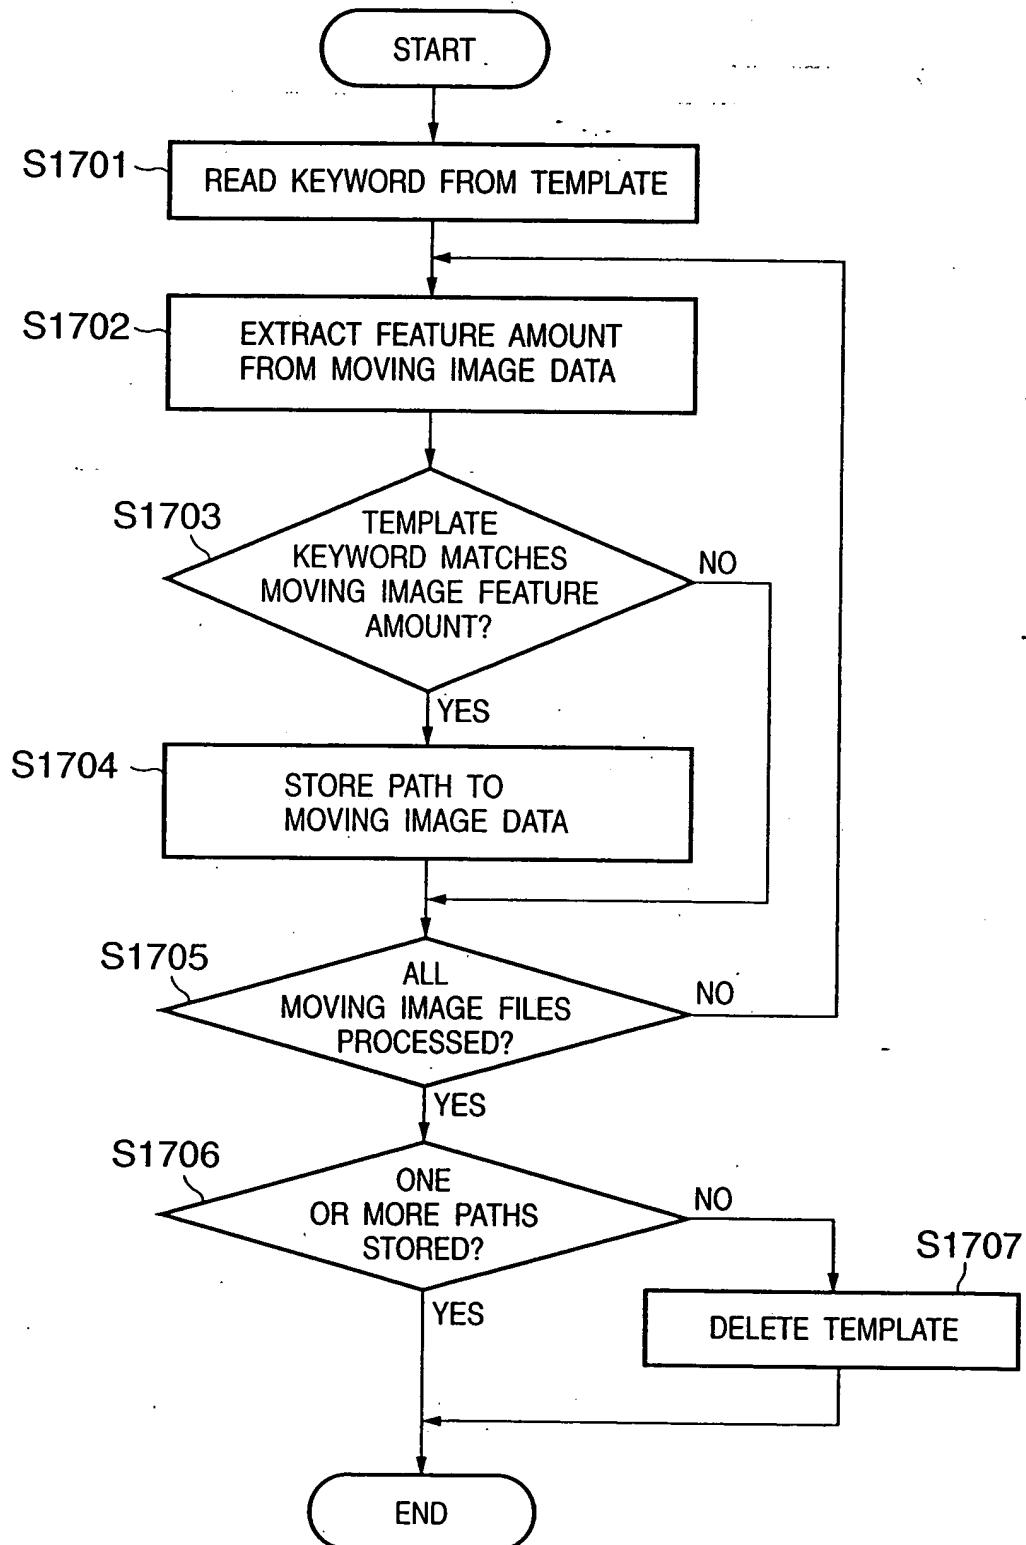 START
S1701
READ KEYWORD FROM TEMPLATE
S1702
EXTRACT FEATURE AMOUNT
FROM MOVING IMAGE DATA
S1703
TEMPLATE
KEYWORD MATCHES
MOVING IMAGE FEATURE
AMOUNT?
NO
YES
S1704
STORE PATH TO
MOVING IMAGE DATA
S1705
ALL
MOVING IMAGE FILES
PROCESSED?
NO
YES
S1706
ONE
OR MORE PATHS
STORED?
NO
YES
S1707
DELETE TEMPLATE
END